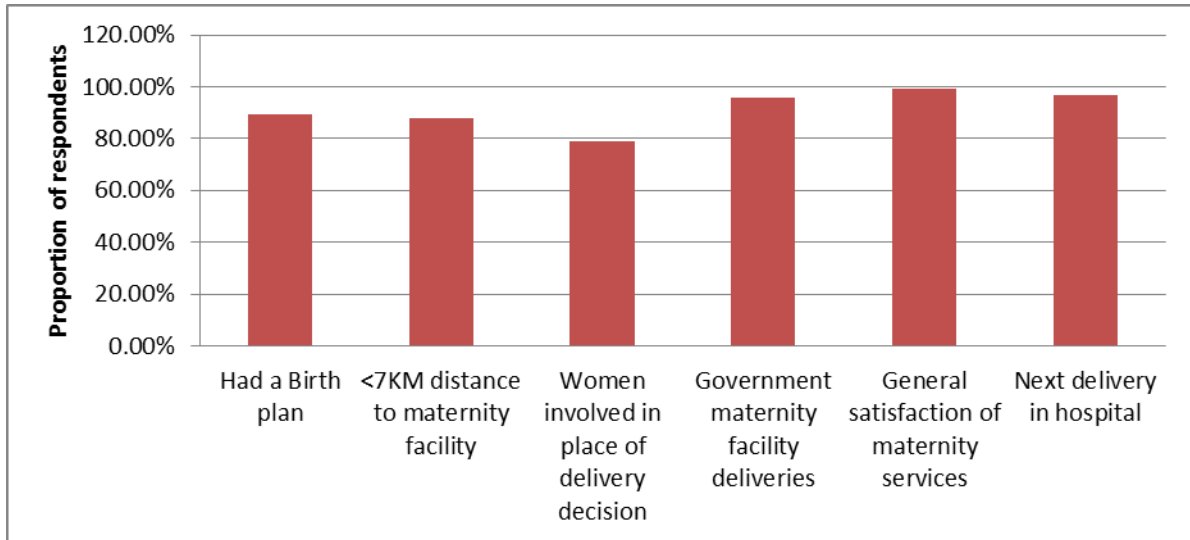 Proportion of respondents
120.00%
100.00%
80.00%
60.00%
40.00%
20.00%
0.00%
Had a Birth
plan
<7KM distance
to maternity
facility
Women
involved in
place of
delivery
decision
Government
maternity
facility
deliveries
General
satisfaction of
maternity
services
Next delivery
in hospital